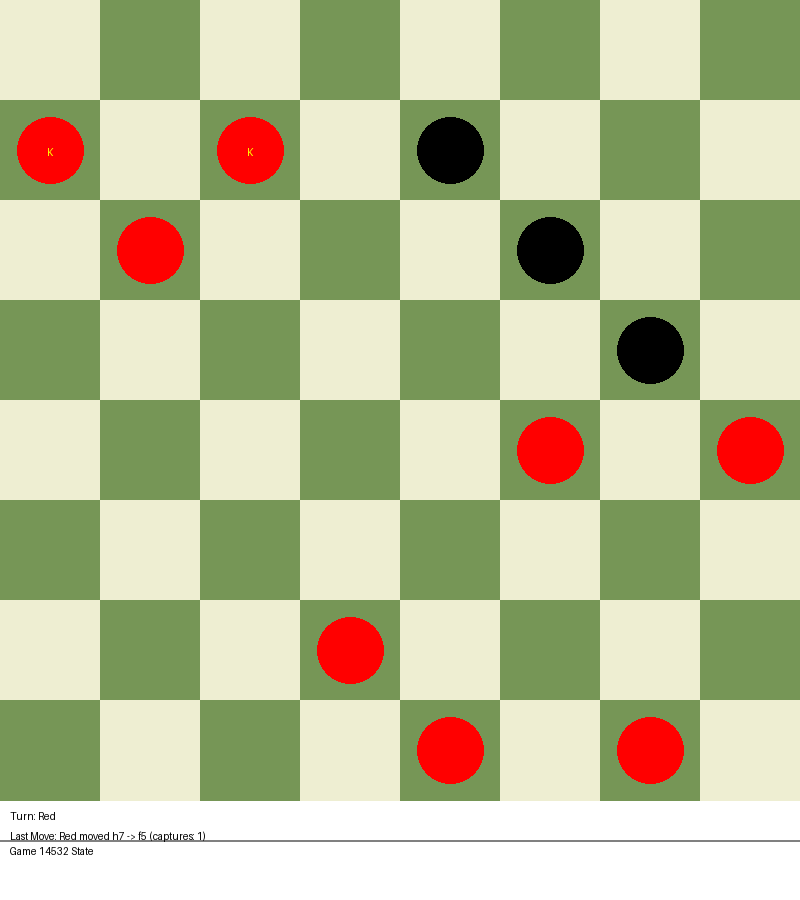 K K
Turn: Red
Last Move: Red moved h7 -> f5 (captures: 1)
Game 14532 State